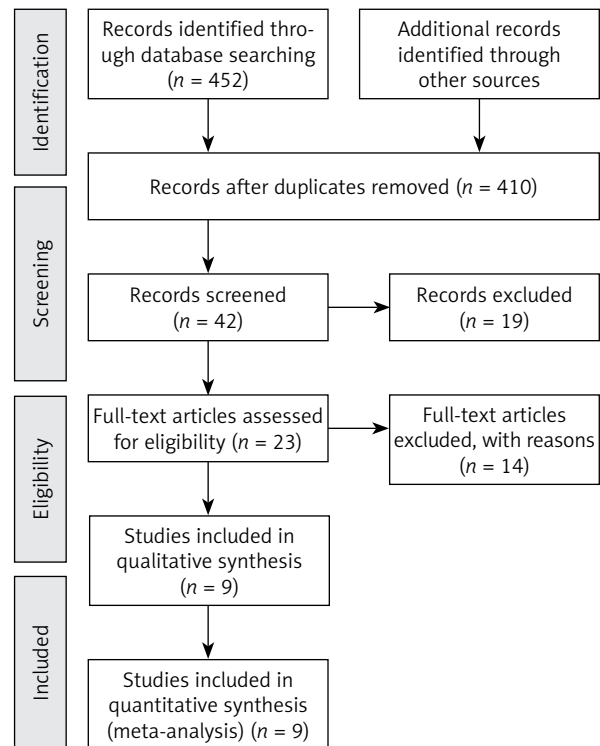 Identification
Records identified thro-
ugh database searching
(n = 452)
Additional records
identified through
other sources
Records after duplicates removed (n = 410)
Screening
Records screened
(n = 42)
Records excluded
(n = 19)
Eligibility
Full-text articles assessed
for eligibility (n = 23)
Full-text articles
excluded, with reasons
(n = 14)
Studies included in
qualitative synthesis
(n = 9)
Included
Studies included in
quantitative synthesis
(meta-analysis) (n = 9)